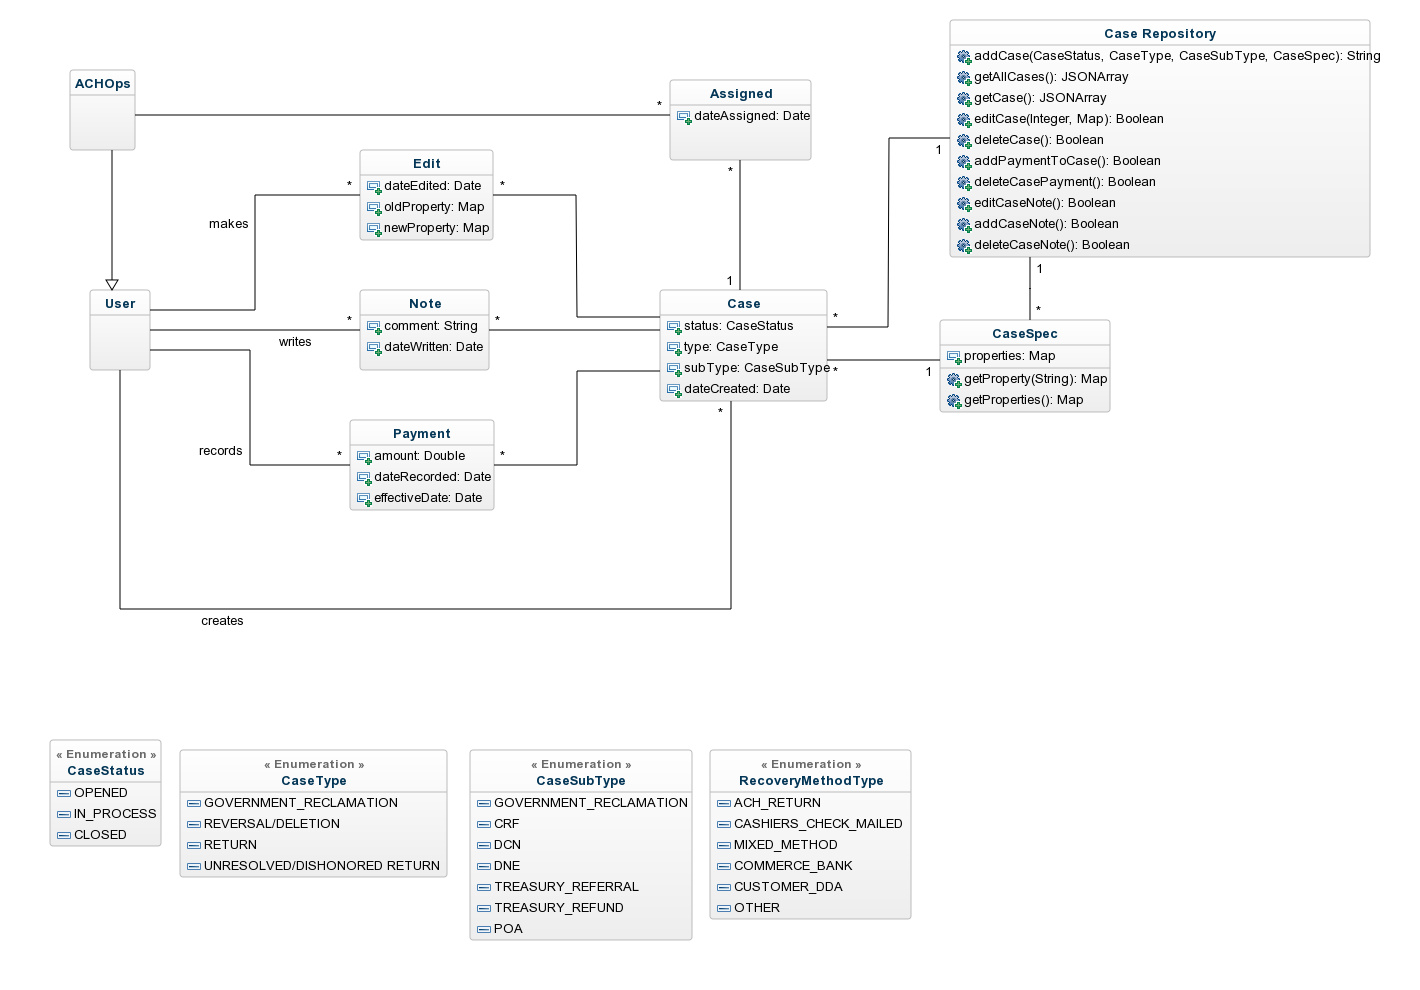 ACHOps
*
Assigned
dateAssigned: Date
*
1
Case Repository
addCase(CaseStatus, CaseType, CaseSubType, CaseSpec): String
getAllCases(): JSONArray
getCase(): JSONArray
editCase(Integer, Map): Boolean
deleteCase(): Boolean
addPaymentToCase(): Boolean
deleteCasePayment(): Boolean
editCaseNote(): Boolean
addCaseNote(): Boolean
deleteCaseNote(): Boolean
1
1
*
makes
*
Edit
dateEdited: Date
oldProperty: Map
newProperty: Map
*
User
writes
*
Note
comment: String
dateWritten: Date
*
Case
status: CaseStatus
type: CaseType
subType: CaseSubType
dateCreated: Date
*
*
1
*
CaseSpec
properties: Map
getProperty(String): Map
getProperties(): Map
records
*
Payment
amount: Double
dateRecorded: Date
effectiveDate: Date
*
creates
« Enumeration »
CaseStatus
OPENED
IN_PROCESS
CLOSED
« Enumeration »
CaseType
GOVERNMENT_RECLAMATION
REVERSAL/DELETION
RETURN
UNRESOLVED/DISHONORED RETURN
« Enumeration »
CaseSubType
GOVERNMENT_RECLAMATION
CRF
DCN
DNE
TREASURY_REFERRAL
TREASURY_REFUND
POA
« Enumeration »
RecoveryMethodType
ACH_RETURN
CASHIERS_CHECK_MAILED
MIXED_METHOD
COMMERCE_BANK
CUSTOMER_DDA
OTHER